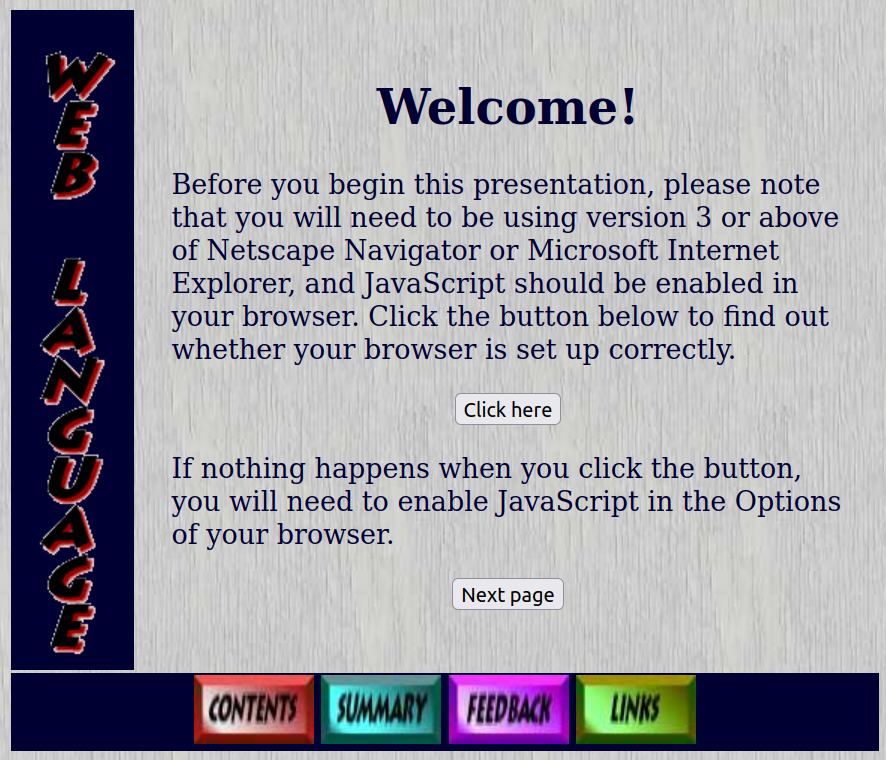 WEB LANGUAGE
Welcome!
Before you begin this presentation, please note
that you will need to be using version 3 or above
of Netscape Navigator or Microsoft Internet
Explorer, and JavaScript should be enabled in
your browser. Click the button below to find out
whether your browser is set up correctly.
Click here
If nothing happens when you click the button,
you will need to enable JavaScript in the Options
of your browser.
Next page
CONTENTS SUMMARY FEEDBACK LINKS